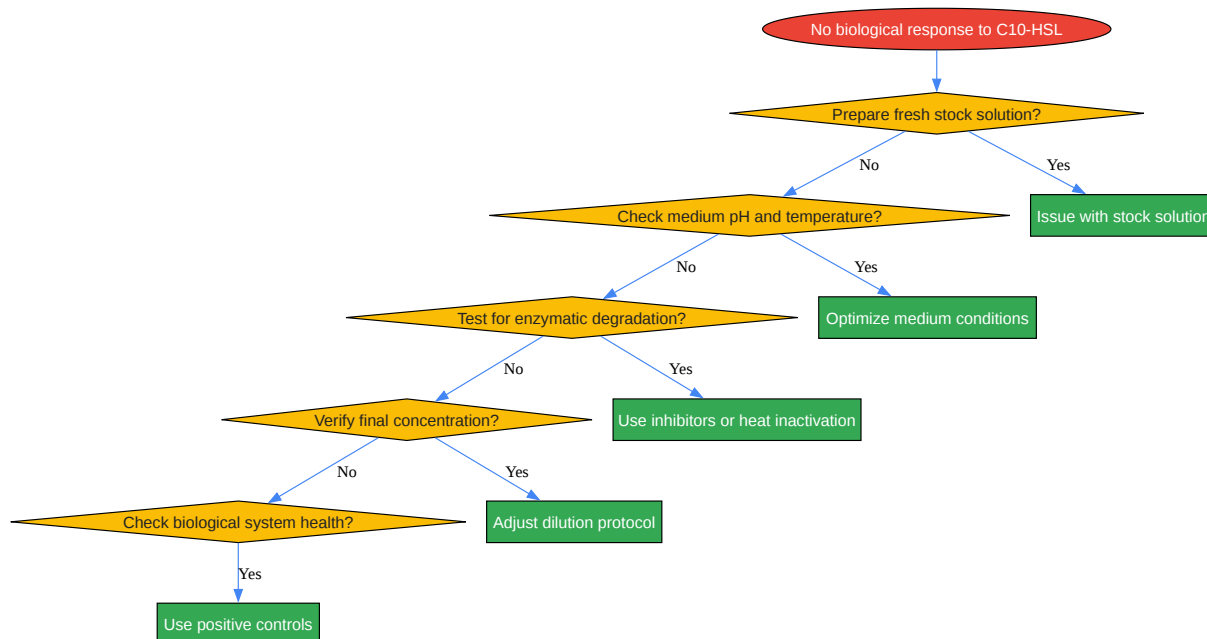 No biological response to C10-HSL
Prepare fresh stock solution?
No
Yes
Check medium pH and temperature?
Issue with stock solution
No
Yes
Test for enzymatic degradation?
Optimize medium conditions
No
Yes
Verify final concentration?
Use inhibitors or heat inactivation
No
Yes
Check biological system health?
Adjust dilution protocol
Yes
Use positive controls